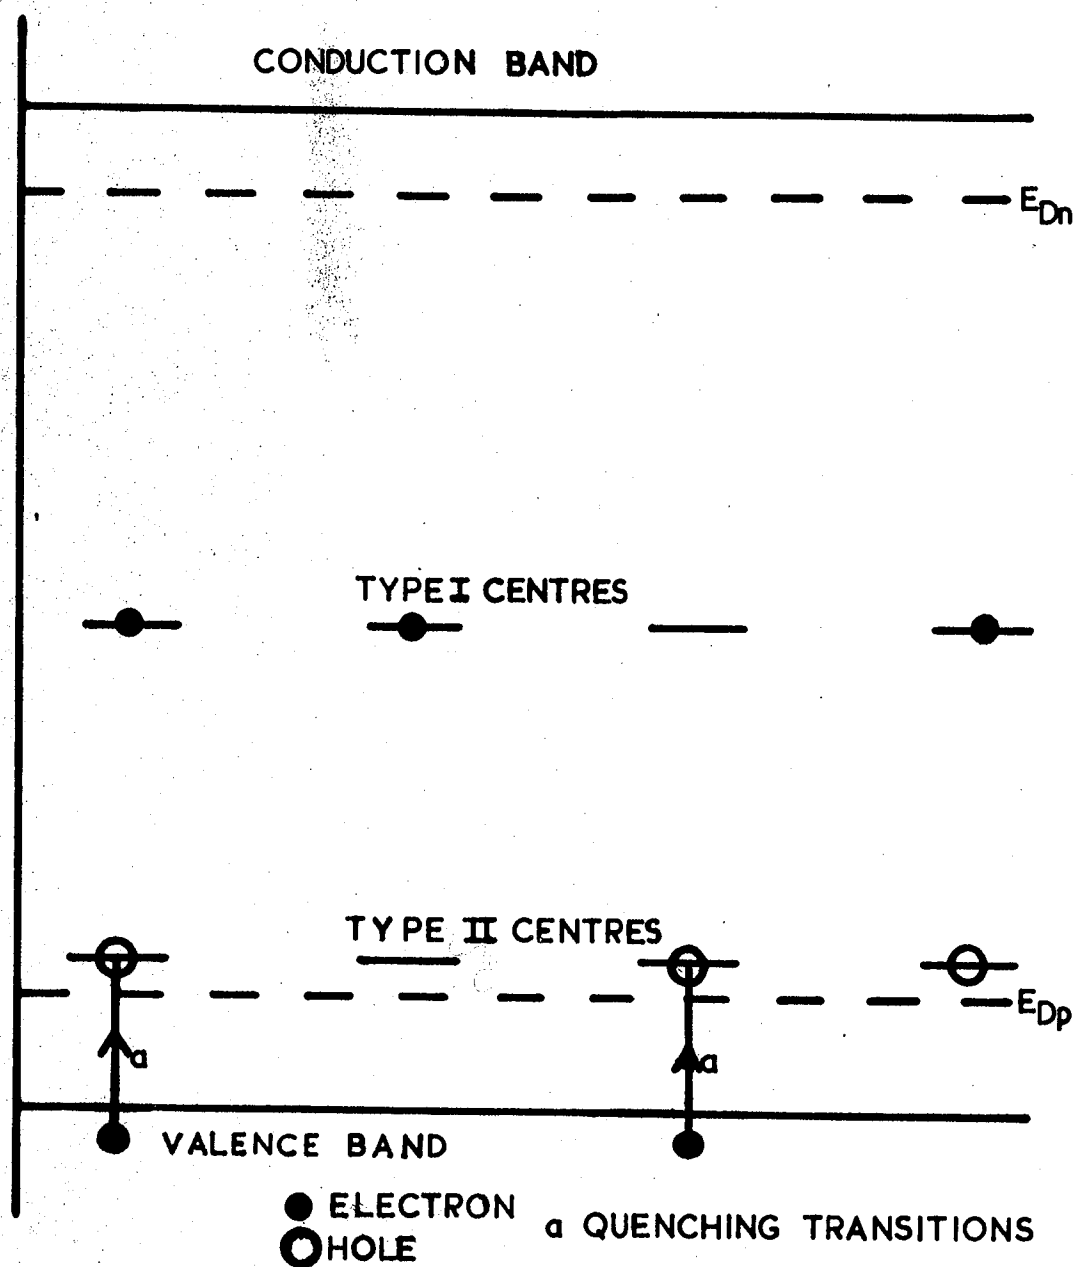 CONDUCTION BAND
E_Dn
TYPE I CENTRES
TYPE II CENTRES
E_Dp
a
a
VALENCE BAND
ELECTRON
HOLE
a QUENCHING TRANSITIONS